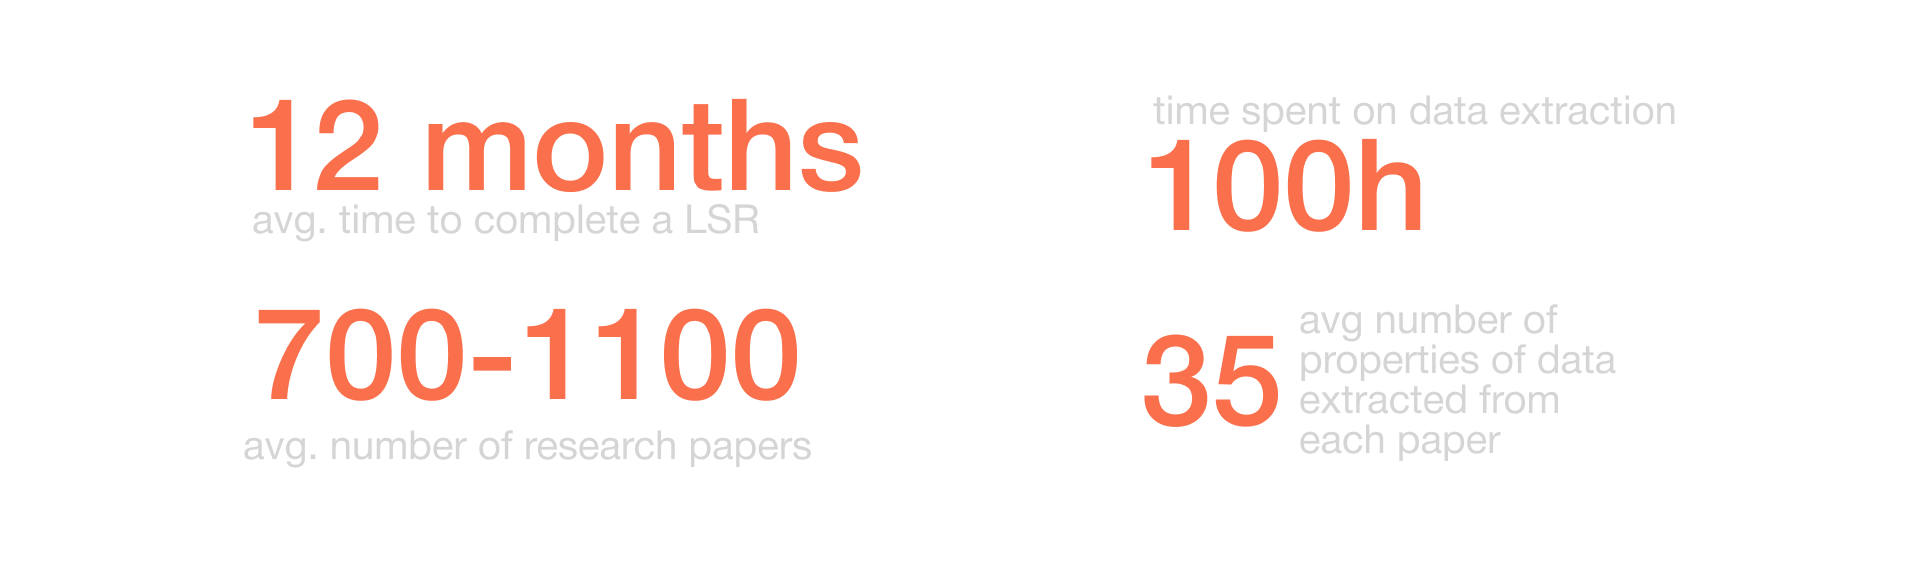 12 months
avg. time to complete a LSR
700-1100
avg. number of research papers
time spent on data extraction
100h
35
avg number of
properties of data
extracted from
each paper